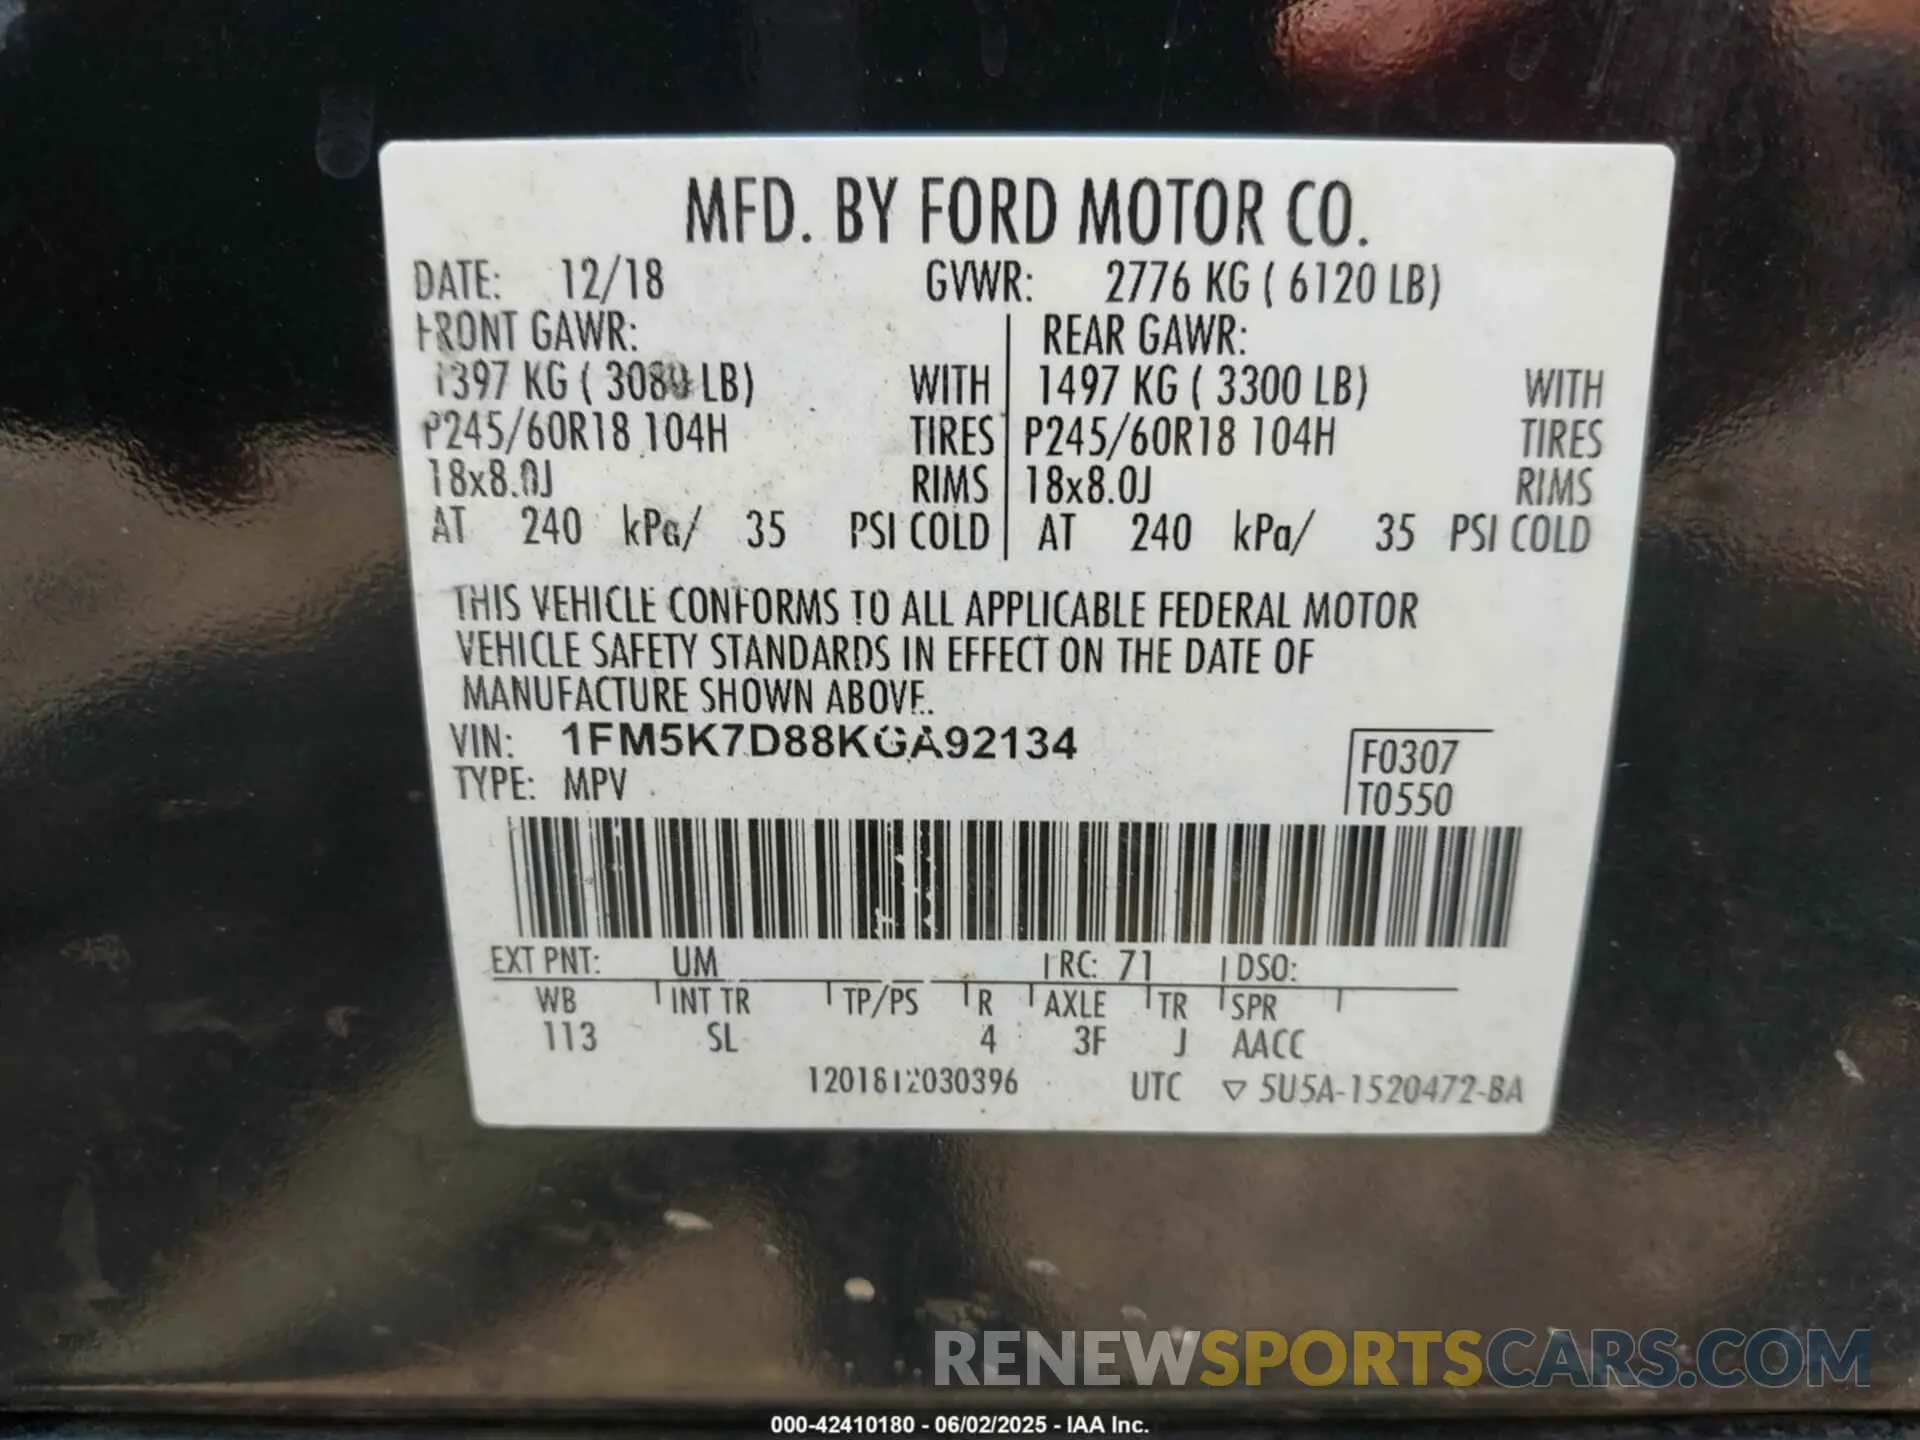 MFD. BY FORD MOTOR CO.
DATE: 12/18 GVWR: 2776 KG ( 6120 LB)
FRONT GAWR: REAR GAWR:
1397 KG ( 3080 LB) WITH 1497 KG ( 3300 LB) WITH
P245/60R18 104H TIRES P245/60R18 104H TIRES
18x8.0J RIMS 18x8.0J RIMS
AT 240 kPa/ 35 PSI COLD AT 240 kPa/ 35 PSI COLD
THIS VEHICLE CONFORMS TO ALL APPLICABLE FEDERAL MOTOR
VEHICLE SAFETY STANDARDS IN EFFECT ON THE DATE OF
MANUFACTURE SHOWN ABOVE.
VIN: 1FM5K7D88KGA92134
TYPE: MPV
F0307
T0550
EXT PNT: UM RC: 71 DSO:
WB INT TR TP/PS R AXLE TR SPR
113 SL 4 3F J AACC
1201812030396 UTC ▽ 5U5A-1520472-BA
RENEWSPORTSCARS.COM
000-42410180 - 06/02/2025 - IAA Inc.